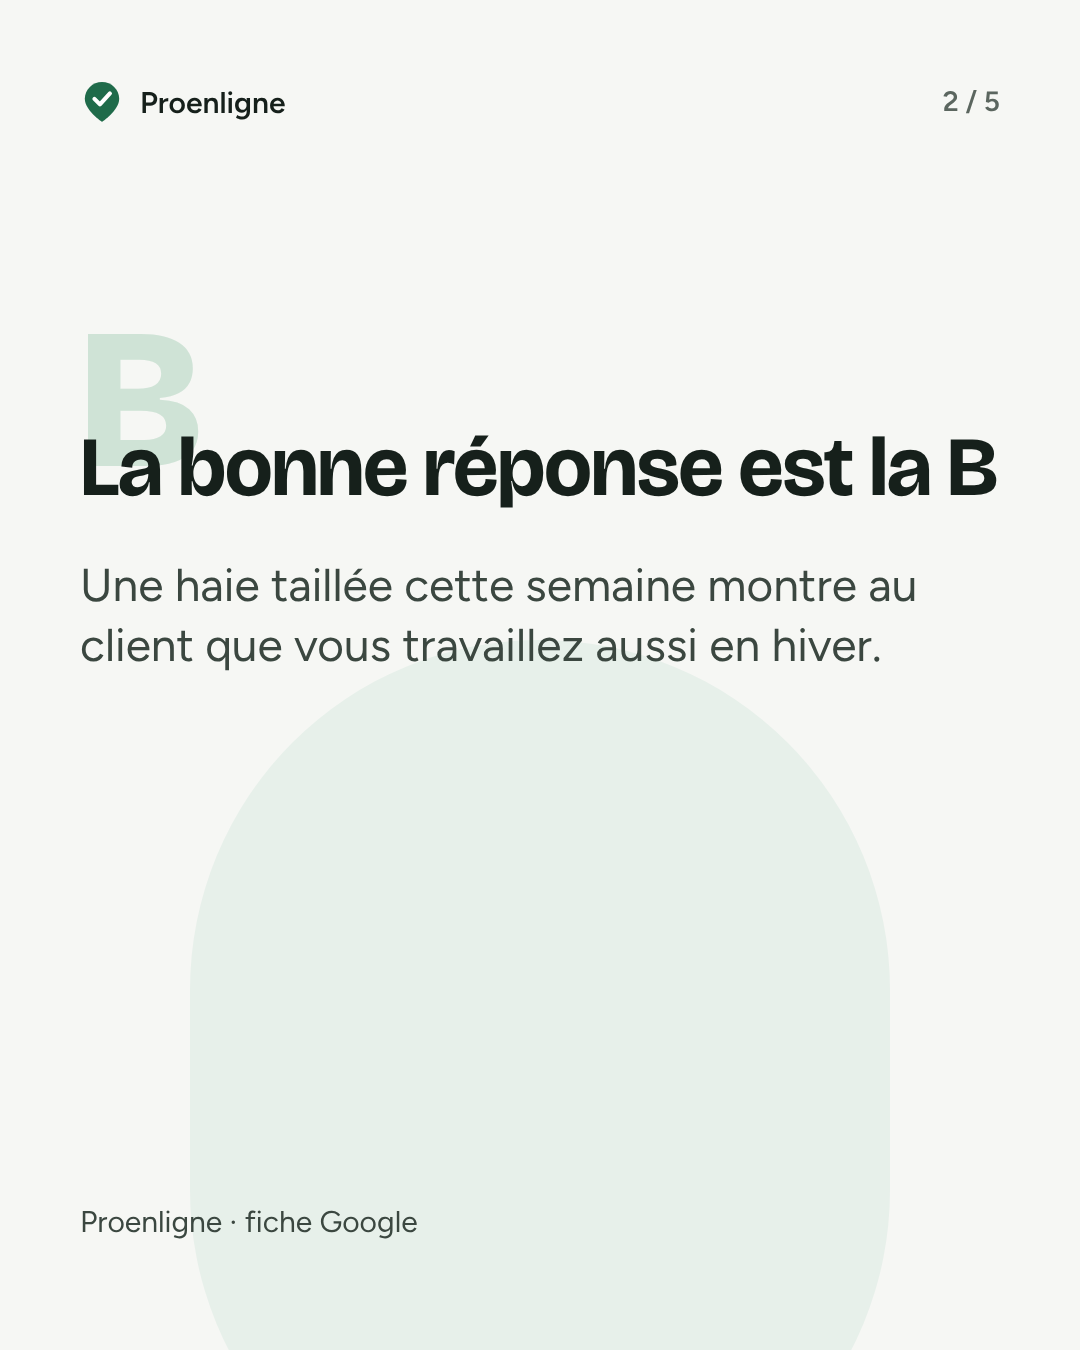 Proenligne
2 / 5
B
La bonne réponse est la B
Une haie taillée cette semaine montre au
client que vous travaillez aussi en hiver.
Proenligne · fiche Google